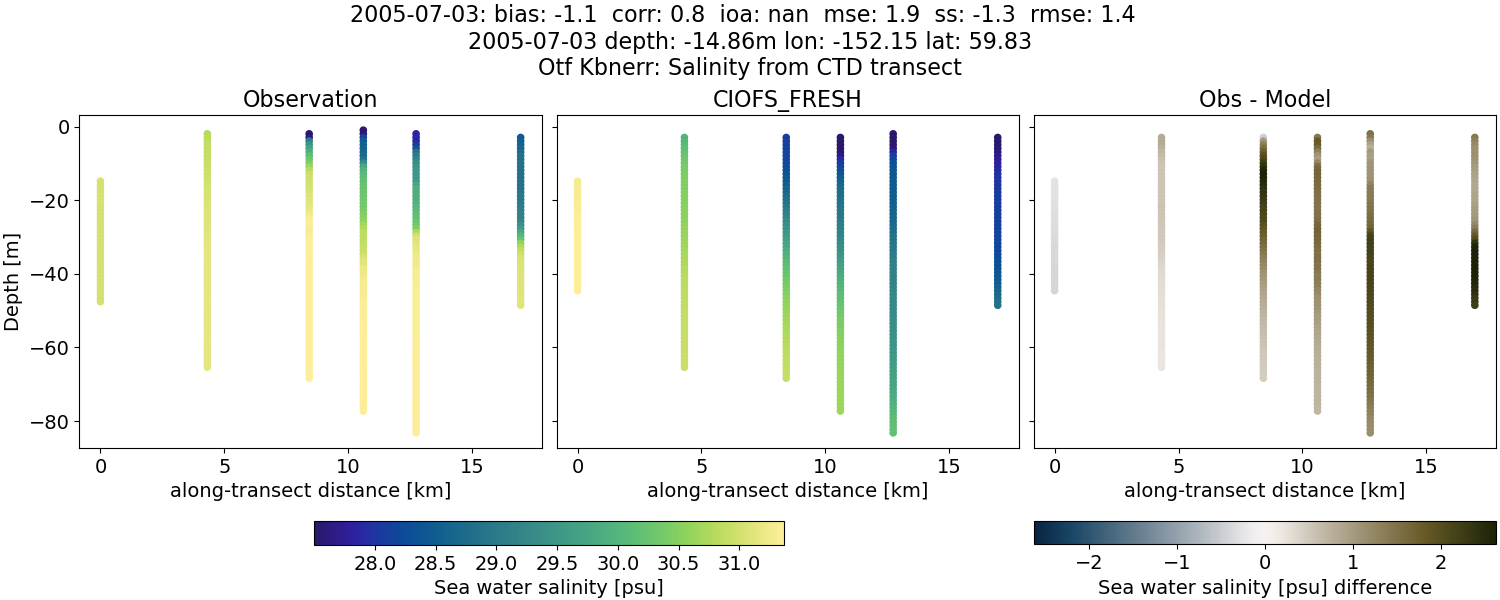 2005-07-03: bias: -1.1  corr: 0.8  ioa: nan  mse: 1.9  ss: -1.3  rmse: 1.4
2005-07-03 depth: -14.86m lon: -152.15 lat: 59.83
Otf Kbnerr: Salinity from CTD transect
Observation
CIOFS_FRESH
Obs - Model
Depth [m]
0
−20
−40
−60
−80
0 5 10 15
0 5 10 15
0 5 10 15
along-transect distance [km]
along-transect distance [km]
along-transect distance [km]
28.0 28.5 29.0 29.5 30.0 30.5 31.0
Sea water salinity [psu]
−2 −1 0 1 2
Sea water salinity [psu] difference